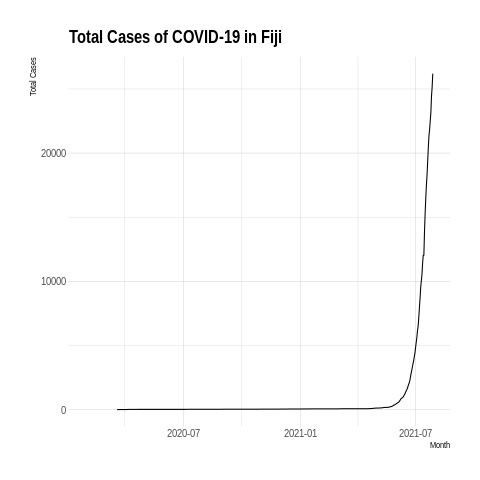 Total Cases of COVID-19 in Fiji
Total Cases
20000
10000
0
2020-07 2021-01 2021-07
Month